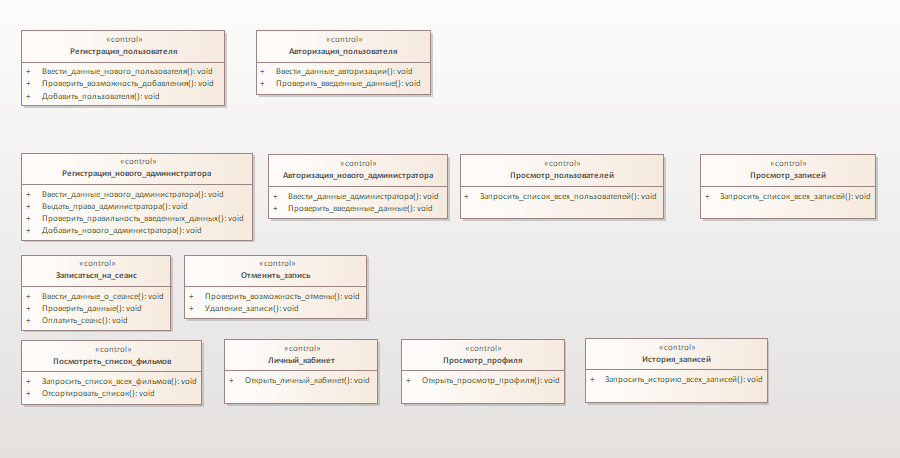 «control»
Регистрация_пользователя
+ Ввести_данные_нового_пользователя(): void
+ Проверить_возможность_добавления(): void
+ Добавить_пользователя(): void
«control»
Авторизация_пользователя
+ Ввести_данные_авторизации(): void
+ Проверить_введенные_данные(): void
«control»
Регистрация_нового_администратора
+ Ввести_данные_нового_администратора(): void
+ Выдать_права_администратора(): void
+ Проверить_правильность_введенных_данных(): void
+ Добавить_нового_администратора(): void
«control»
Авторизация_нового_администратора
+ Ввести_данные_администратора(): void
+ Проверить_введенные_данные(): void
«control»
Просмотр_пользователей
+ Запросить_список_всех_пользователей(): void
«control»
Просмотр_записей
+ Запросить_список_всех_записей(): void
«control»
Записаться_на_сеанс
+ Ввести_данные_о_сеансе(): void
+ Проверить_данные(): void
+ Оплатить_сеанс(): void
«control»
Отменить_запись
+ Проверить_возможность_отмены(): void
+ Удаление_записи(): void
«control»
Посмотреть_список_фильмов
+ Запросить_список_всех_фильмов(): void
+ Отсортировать_список(): void
«control»
Личный_кабинет
+ Открыть_личный_кабинет(): void
«control»
Просмотр_профиля
+ Открыть_просмотр_профиля(): void
«control»
История_записей
+ Запросить_историю_всех_записей(): void